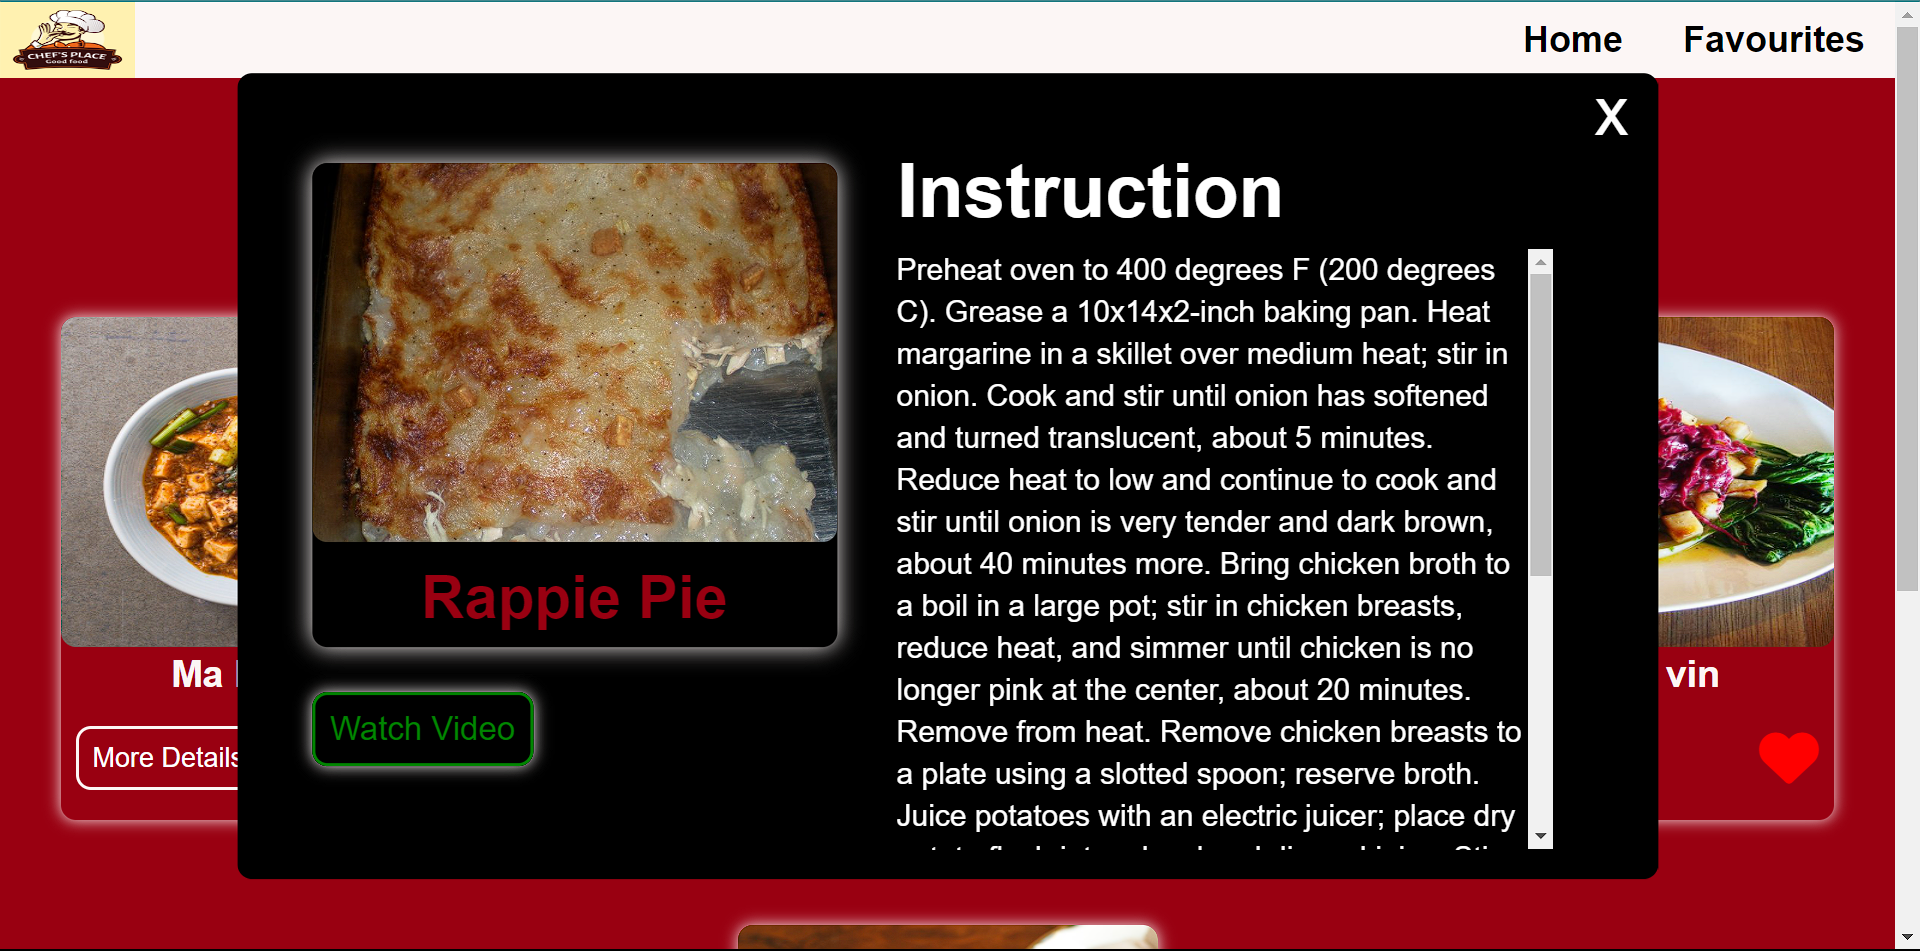 CHEF'S PLACE
Good food
Home
Favourites
X
Instruction
Preheat oven to 400 degrees F (200 degrees
C). Grease a 10x14x2-inch baking pan. Heat
margarine in a skillet over medium heat; stir in
onion. Cook and stir until onion has softened
and turned translucent, about 5 minutes.
Reduce heat to low and continue to cook and
stir until onion is very tender and dark brown,
about 40 minutes more. Bring chicken broth to
a boil in a large pot; stir in chicken breasts,
reduce heat, and simmer until chicken is no
longer pink at the center, about 20 minutes.
Remove from heat. Remove chicken breasts to
a plate using a slotted spoon; reserve broth.
Juice potatoes with an electric juicer; place dry
Rappie Pie
Watch Video
Ma
More Details
vin